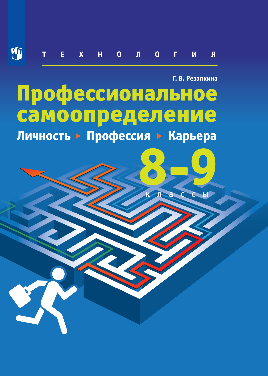 ТЕХНОЛОГИЯ
Г. В. Резапкина
Профессиональное
самоопределение
Личность ▸ Профессия ▸ Карьера
8-9
классы